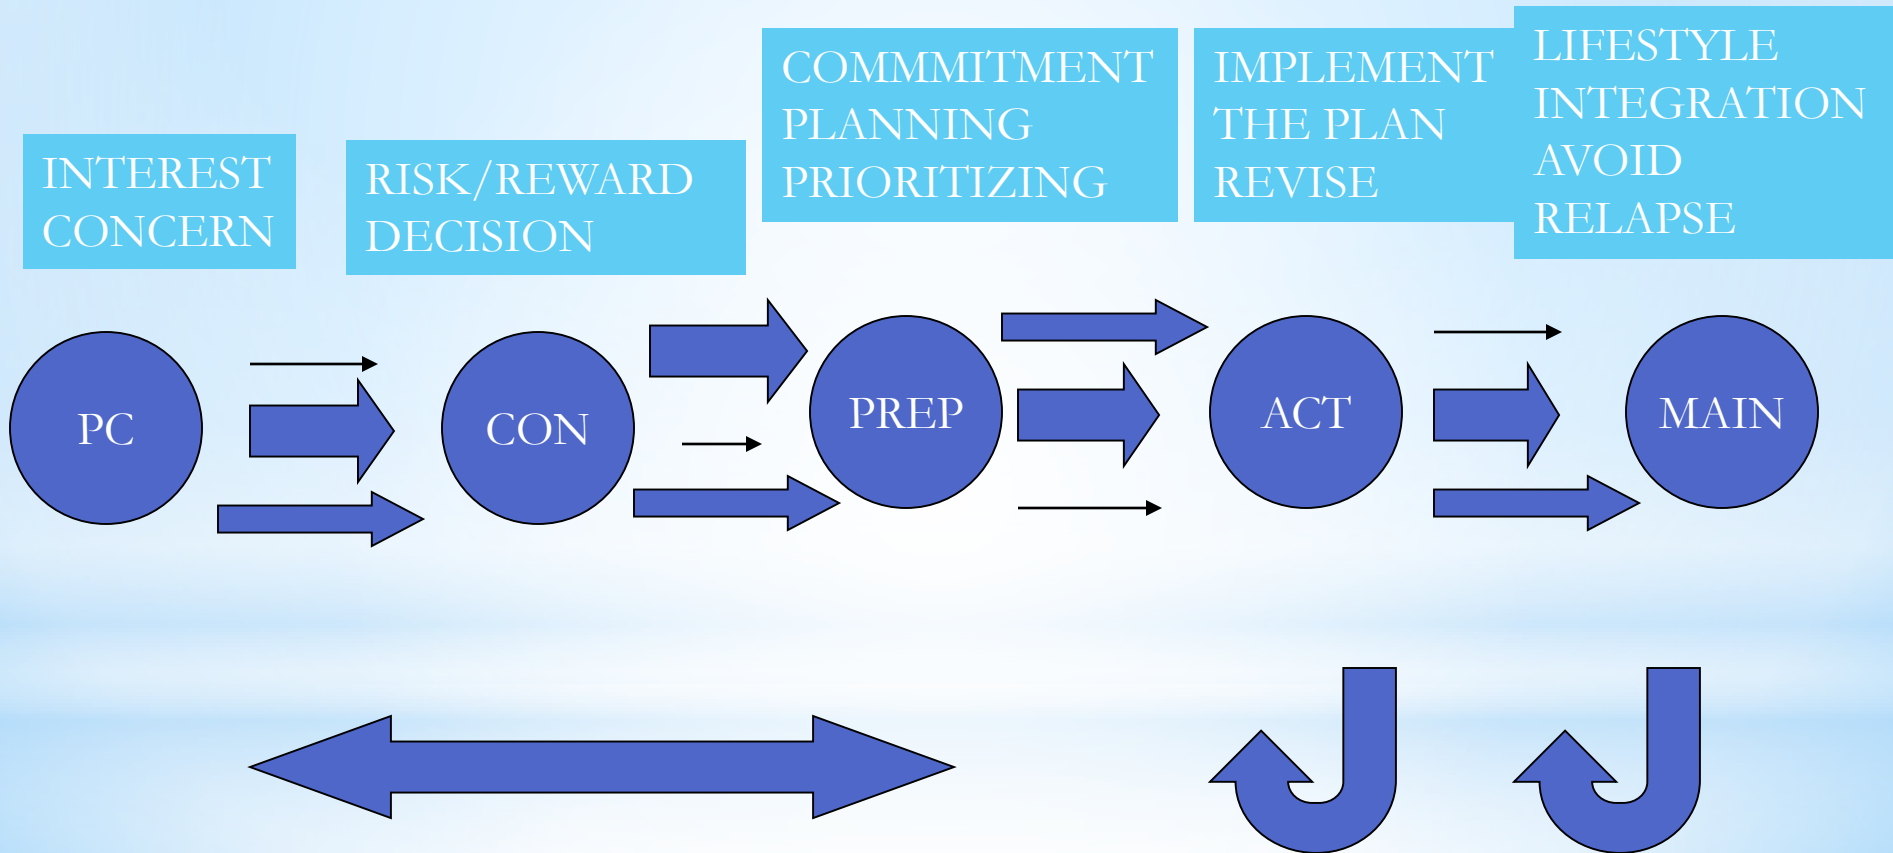 INTEREST
CONCERN
RISK/REWARD
DECISION
COMMMITMENT
PLANNING
PRIORITIZING
IMPLEMENT
THE PLAN
REVISE
LIFESTYLE
INTEGRATION
AVOID
RELAPSE
PC
CON
PREP
ACT
MAIN